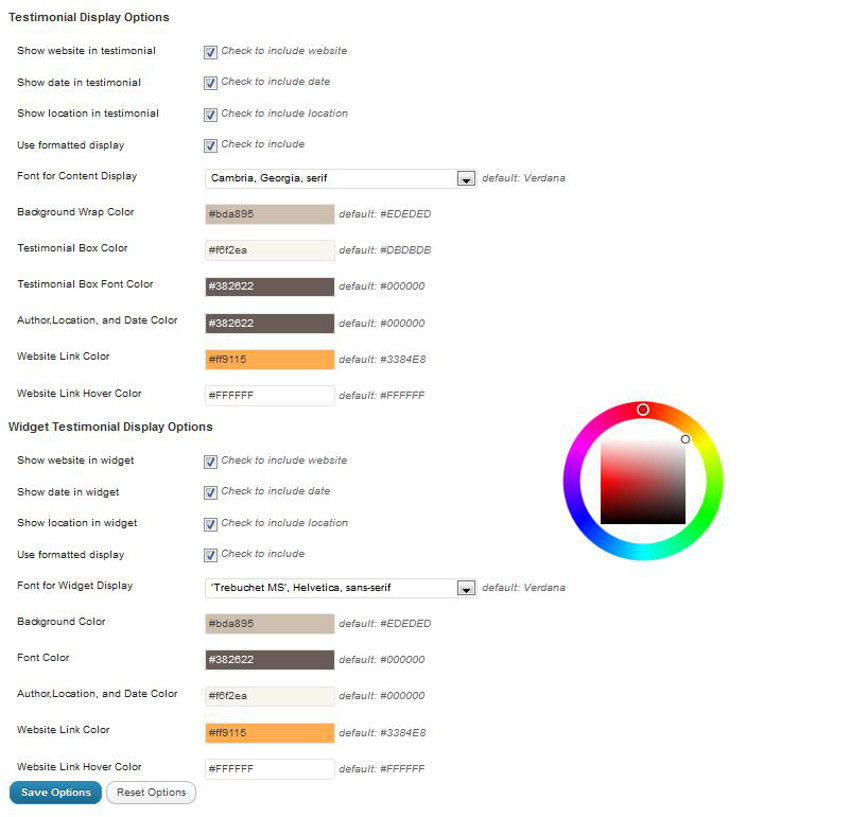 Testimonial Display Options
Show website in testimonial Check to include website
Show date in testimonial Check to include date
Show location in testimonial Check to include location
Use formatted display Check to include
Font for Content Display Cambria, Georgia, serif default: Verdana
Background Wrap Color #bda895 default: #EDEDED
Testimonial Box Color #f6f2ea default: #DBDBDB
Testimonial Box Font Color #382622 default: #000000
Author,Location, and Date Color #382622 default: #000000
Website Link Color #ff9115 default: #3384E8
Website Link Hover Color #FFFFFF default: #FFFFFF
Widget Testimonial Display Options
Show website in widget Check to include website
Show date in widget Check to include date
Show location in widget Check to include location
Use formatted display Check to include
Font for Widget Display 'Trebuchet MS', Helvetica, sans-serif default: Verdana
Background Color #bda895 default: #EDEDED
Font Color #382622 default: #000000
Author,Location, and Date Color #f6f2ea default: #000000
Website Link Color #ff9115 default: #3384E8
Website Link Hover Color #FFFFFF default: #FFFFFF
Save Options Reset Options